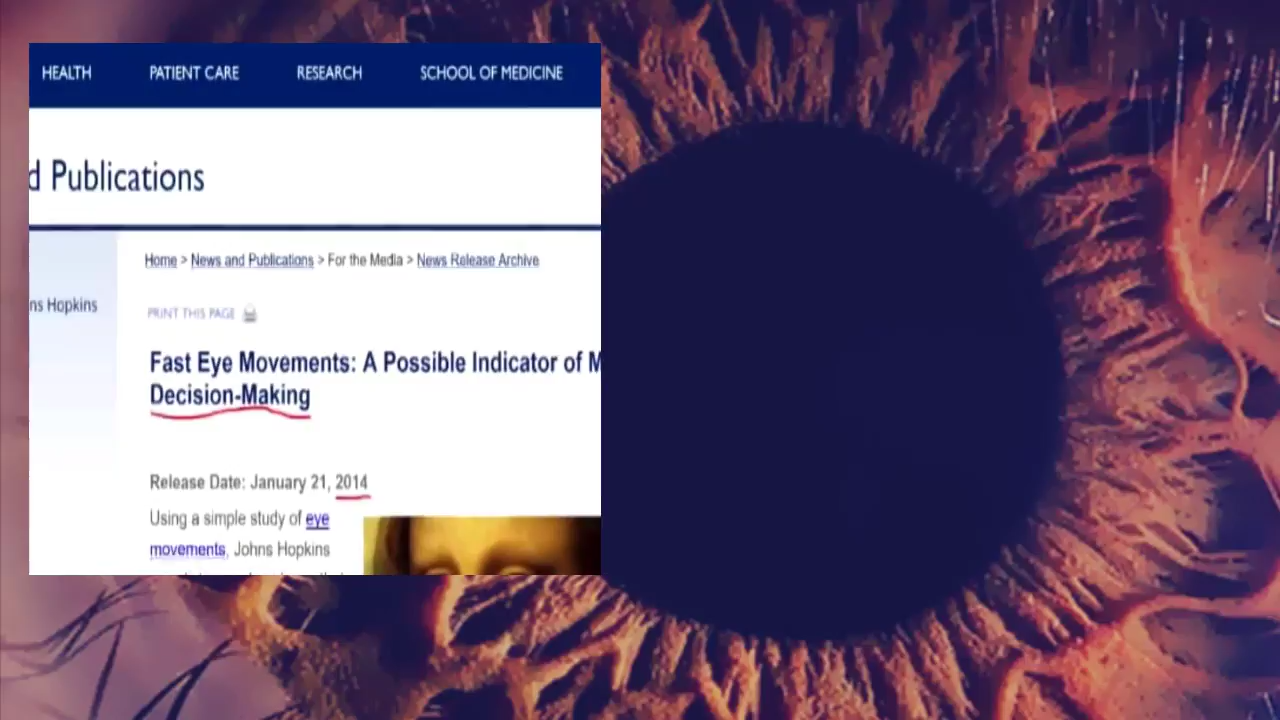 HEALTH PATIENT CARE RESEARCH SCHOOL OF MEDICINE
d Publications
Home > News and Publications > For the Media > News Release Archive
ns Hopkins
PRINT THIS PAGE
Fast Eye Movements: A Possible Indicator of M
Decision-Making
Release Date: January 21, 2014
Using a simple study of eye
movements, Johns Hopkins